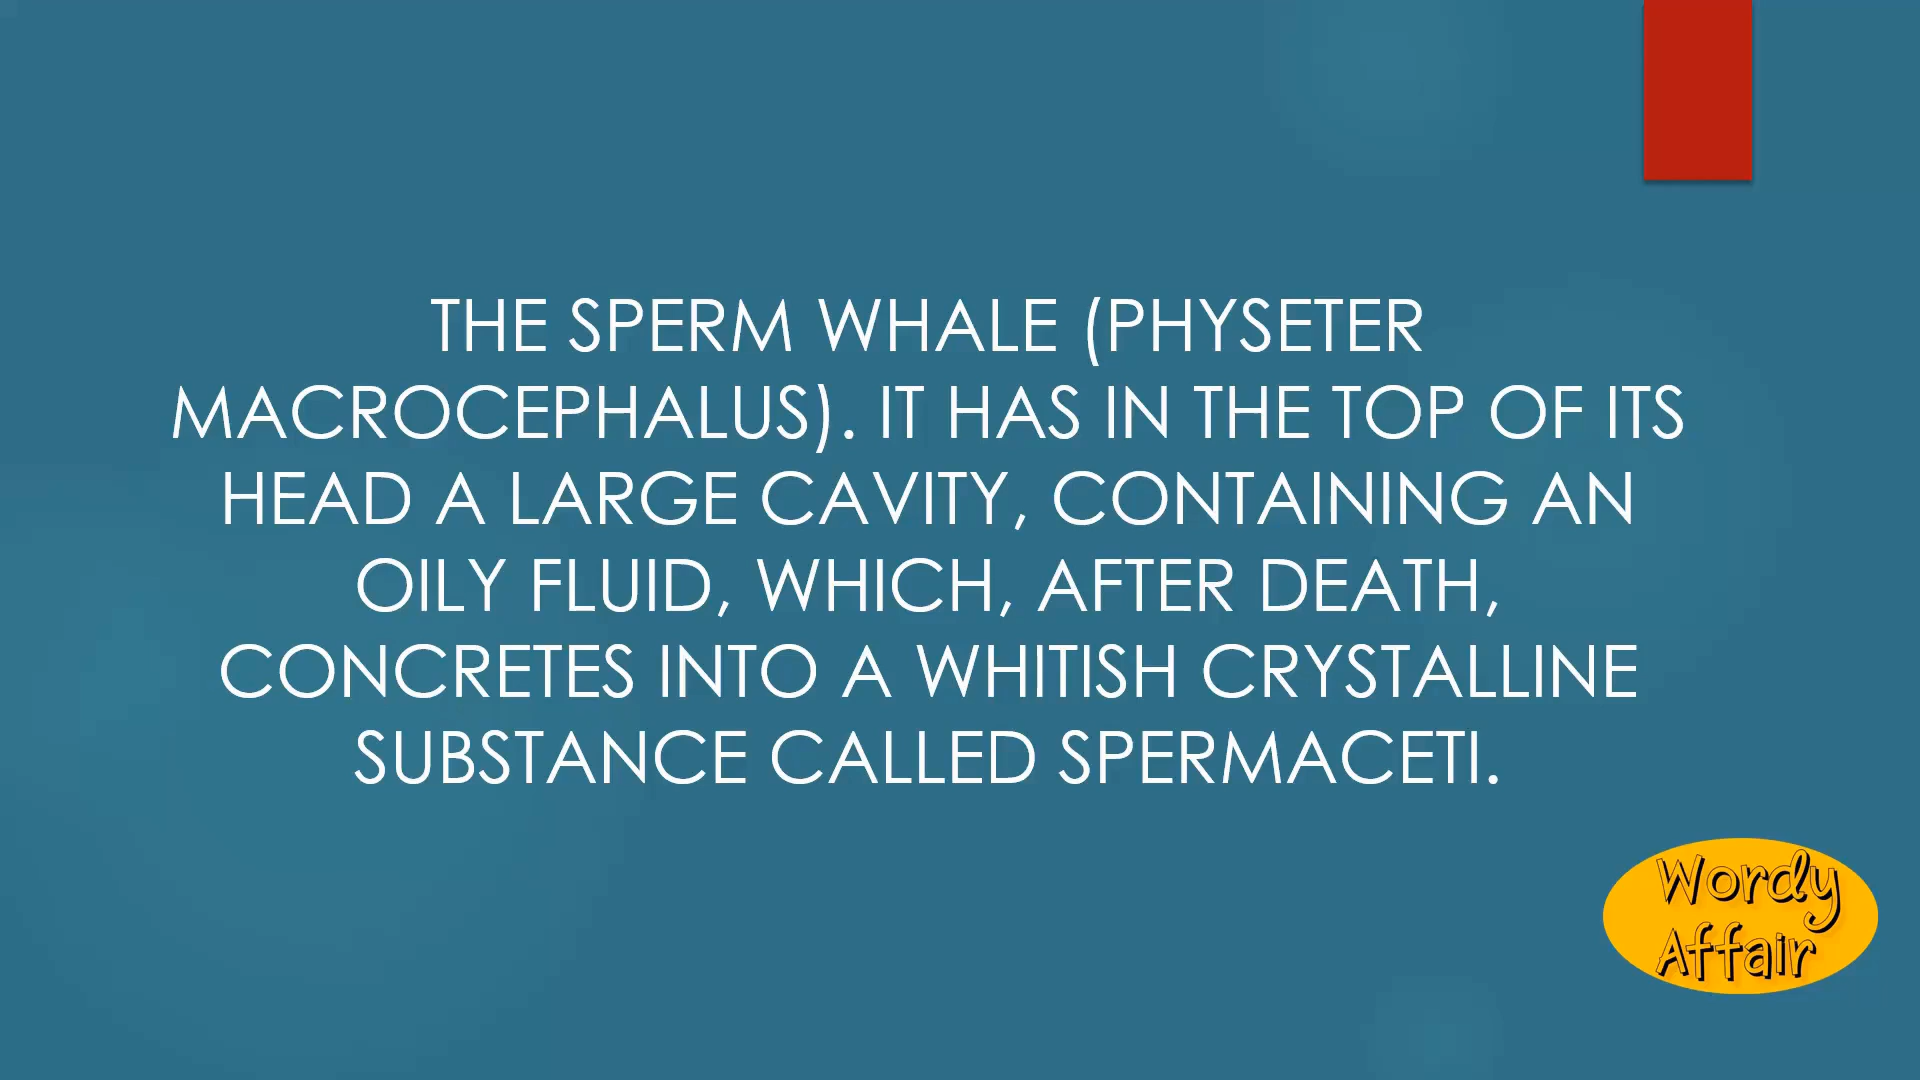 THE SPERM WHALE (PHYSETER
MACROCEPHALUS). IT HAS IN THE TOP OF ITS
HEAD A LARGE CAVITY, CONTAINING AN
OILY FLUID, WHICH, AFTER DEATH,
CONCRETES INTO A WHITISH CRYSTALLINE
SUBSTANCE CALLED SPERMACETI.
Wordy
Affair